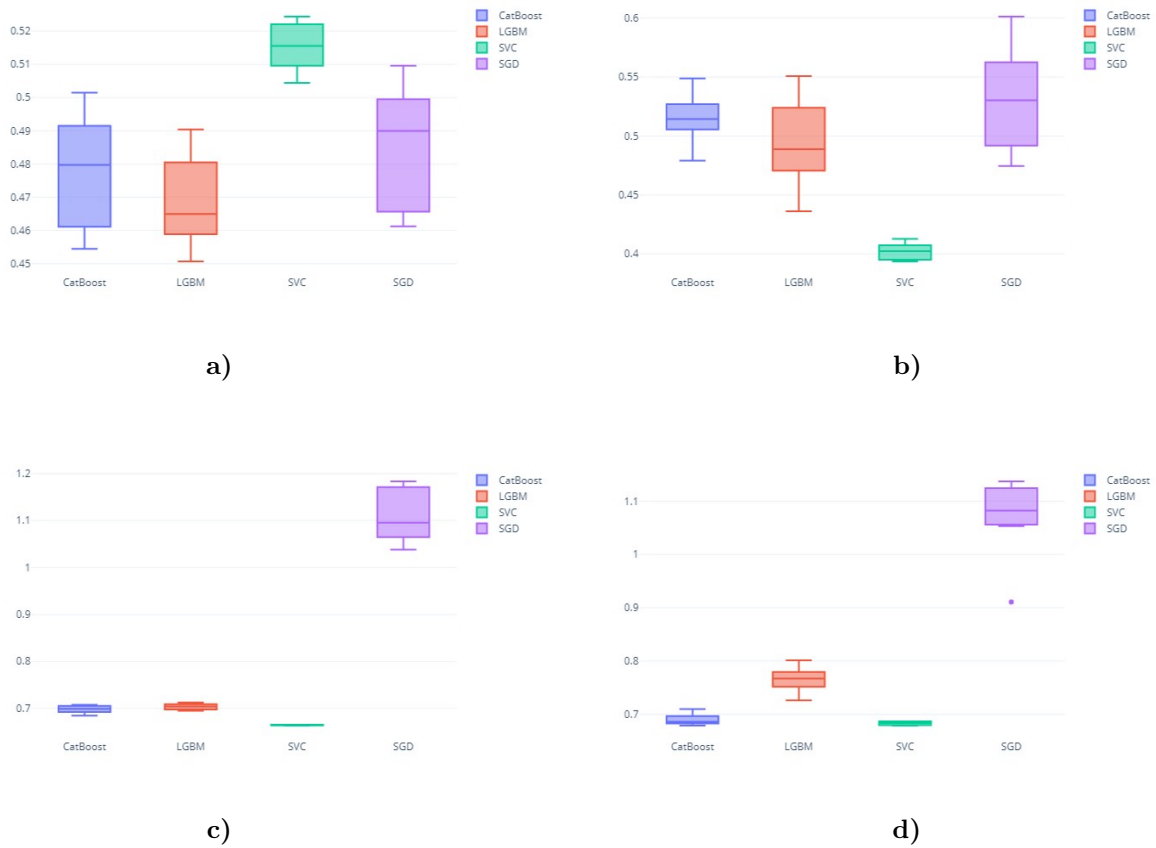 0.52
0.51
0.5
0.49
0.48
0.47
0.46
0.45
CatBoost LGBM SVC SGD
CatBoost
LGBM
SVC
SGD
a)
0.6
0.55
0.5
0.45
0.4
CatBoost LGBM SVC SGD
CatBoost
LGBM
SVC
SGD
b)
1.2
1.1
1
0.9
0.8
0.7
CatBoost LGBM SVC SGD
CatBoost
LGBM
SVC
SGD
c)
1.1
1
0.9
0.8
0.7
CatBoost LGBM SVC SGD
CatBoost
LGBM
SVC
SGD
d)